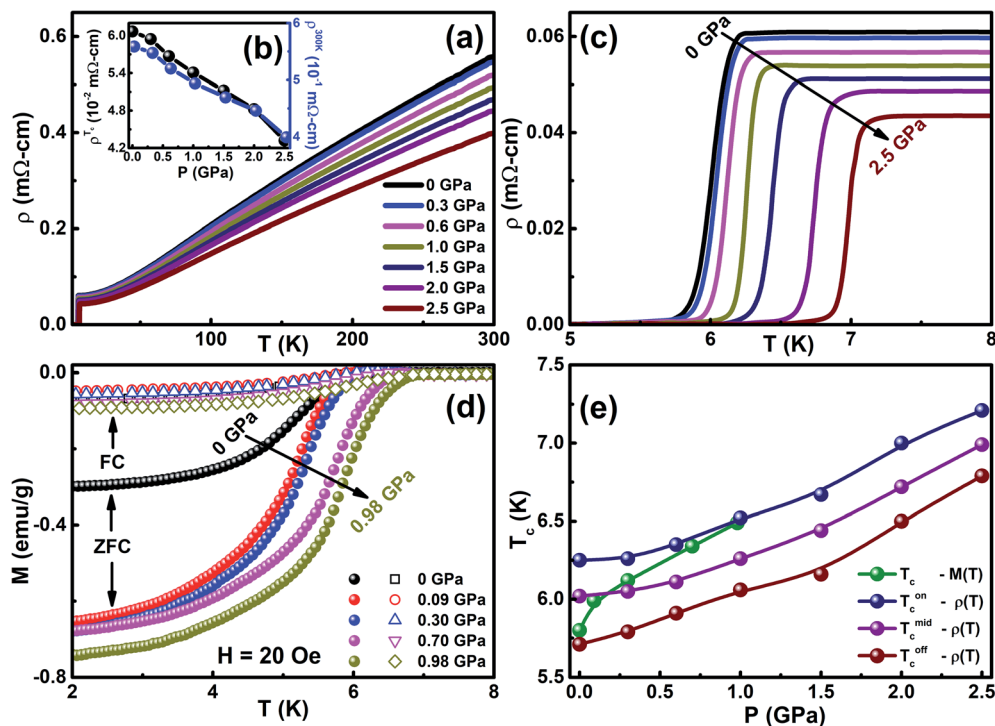 (a)
ρ (mΩ-cm)
0.6
0.4
0.2
0.0
100
200
300
T (K)
0 GPa
0.3 GPa
0.6 GPa
1.0 GPa
1.5 GPa
2.0 GPa
2.5 GPa
(b)
ρ^Tc (10^-2 mΩ-cm)
6.0
5.4
4.8
4.2
ρ^300K (10^-1 mΩ-cm)
6
5
4
0.0 0.5 1.0 1.5 2.0 2.5
P (GPa)
(c)
ρ (mΩ-cm)
0.06
0.04
0.02
0.00
0 GPa
2.5 GPa
5
6
7
8
T (K)
(d)
M (emu/g)
0.0
-0.4
-0.8
FC
ZFC
0 GPa
0.98 GPa
0 GPa
0.09 GPa
0.30 GPa
0.70 GPa
0.98 GPa
H = 20 Oe
2
4
6
8
T (K)
(e)
T_c (K)
7.0
6.5
6.0
5.5
T_c - M(T)
T_c^on - ρ(T)
T_c^mid - ρ(T)
T_c^off - ρ(T)
0.0 0.5 1.0 1.5 2.0 2.5
P (GPa)